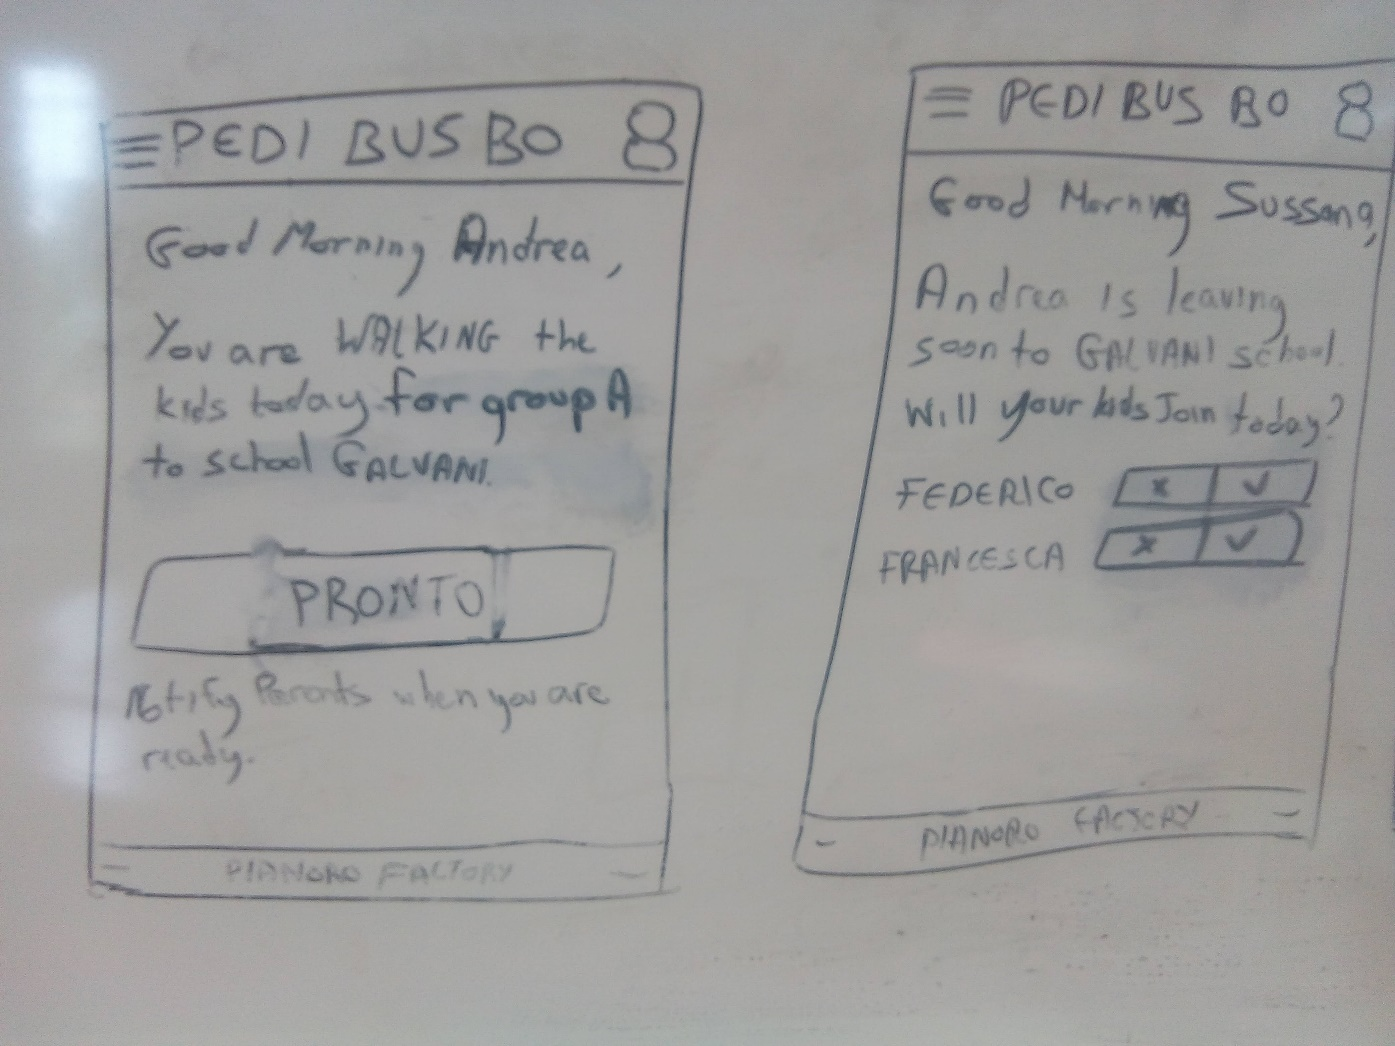 PEDI BUS BO
Good Morning Andrea,
You are WALKING the
kids today for group A
to school GALVANI.
PRONTO
Notify Parents when you are
ready.
PIANORO FACTORY
PEDI BUS BO
Good Morning Sussana,
Andrea is leaving
soon to GALVANI school.
Will your kids Join today?
FEDERICO
FRANCESCA
PIANORO FACTORY